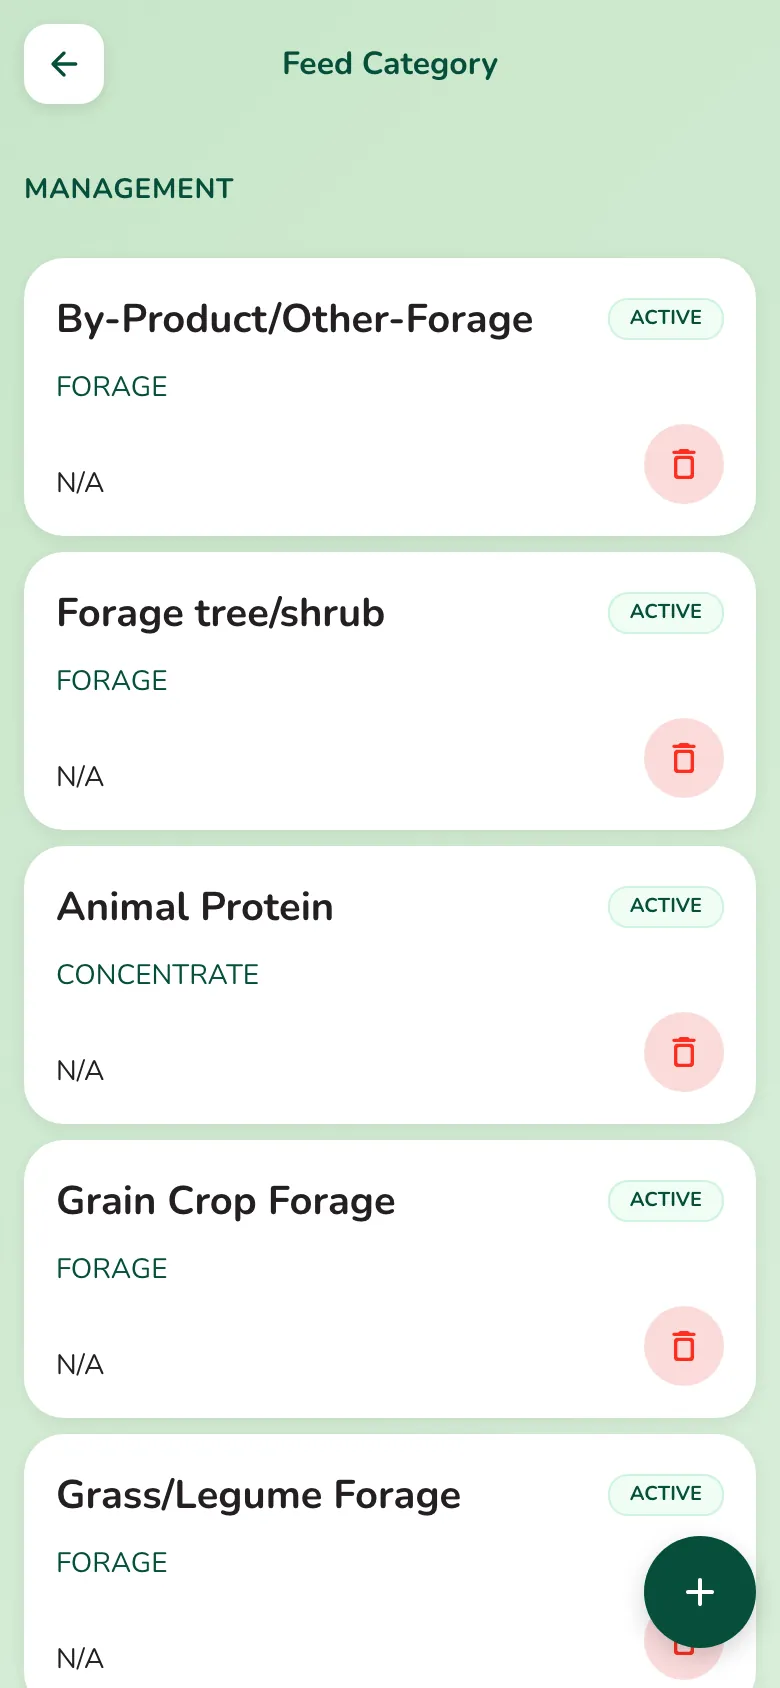 Feed Category
MANAGEMENT
By-Product/Other-Forage
ACTIVE
FORAGE
N/A
Forage tree/shrub
ACTIVE
FORAGE
N/A
Animal Protein
ACTIVE
CONCENTRATE
N/A
Grain Crop Forage
ACTIVE
FORAGE
N/A
Grass/Legume Forage
ACTIVE
FORAGE
N/A